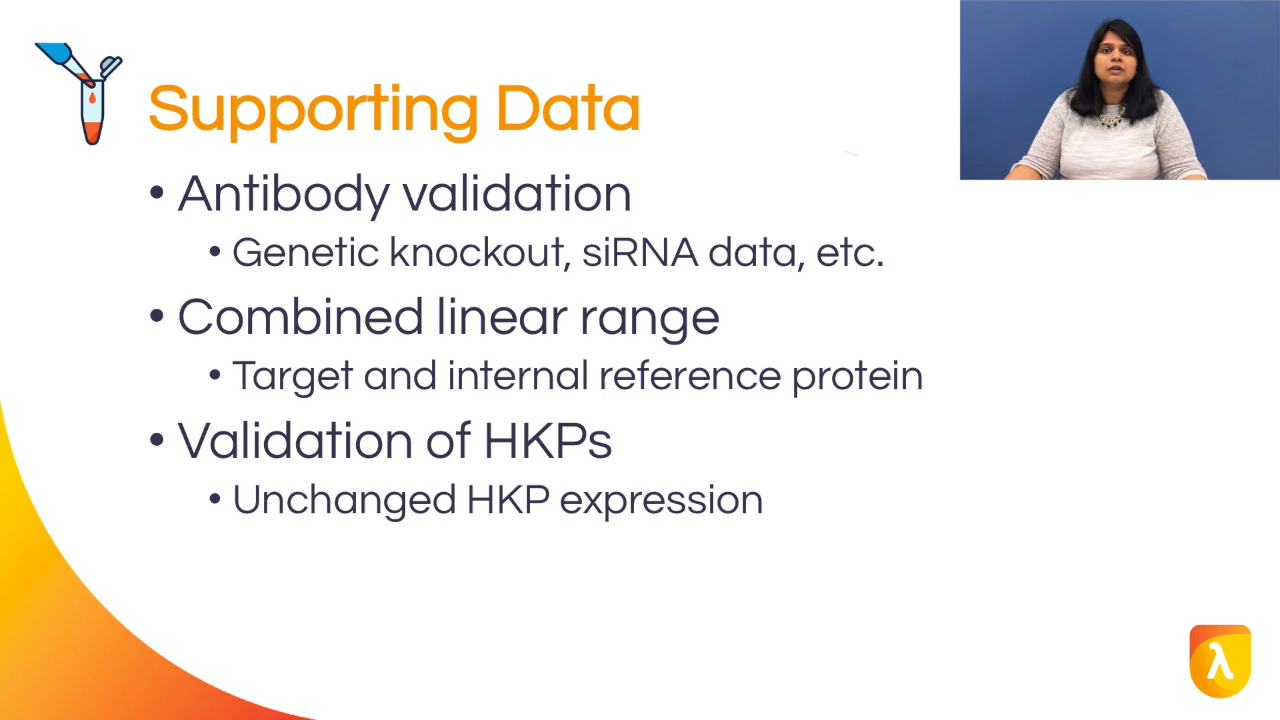 Supporting Data
• Antibody validation
• Genetic knockout, siRNA data, etc.
• Combined linear range
• Target and internal reference protein
• Validation of HKPs
• Unchanged HKP expression
λ